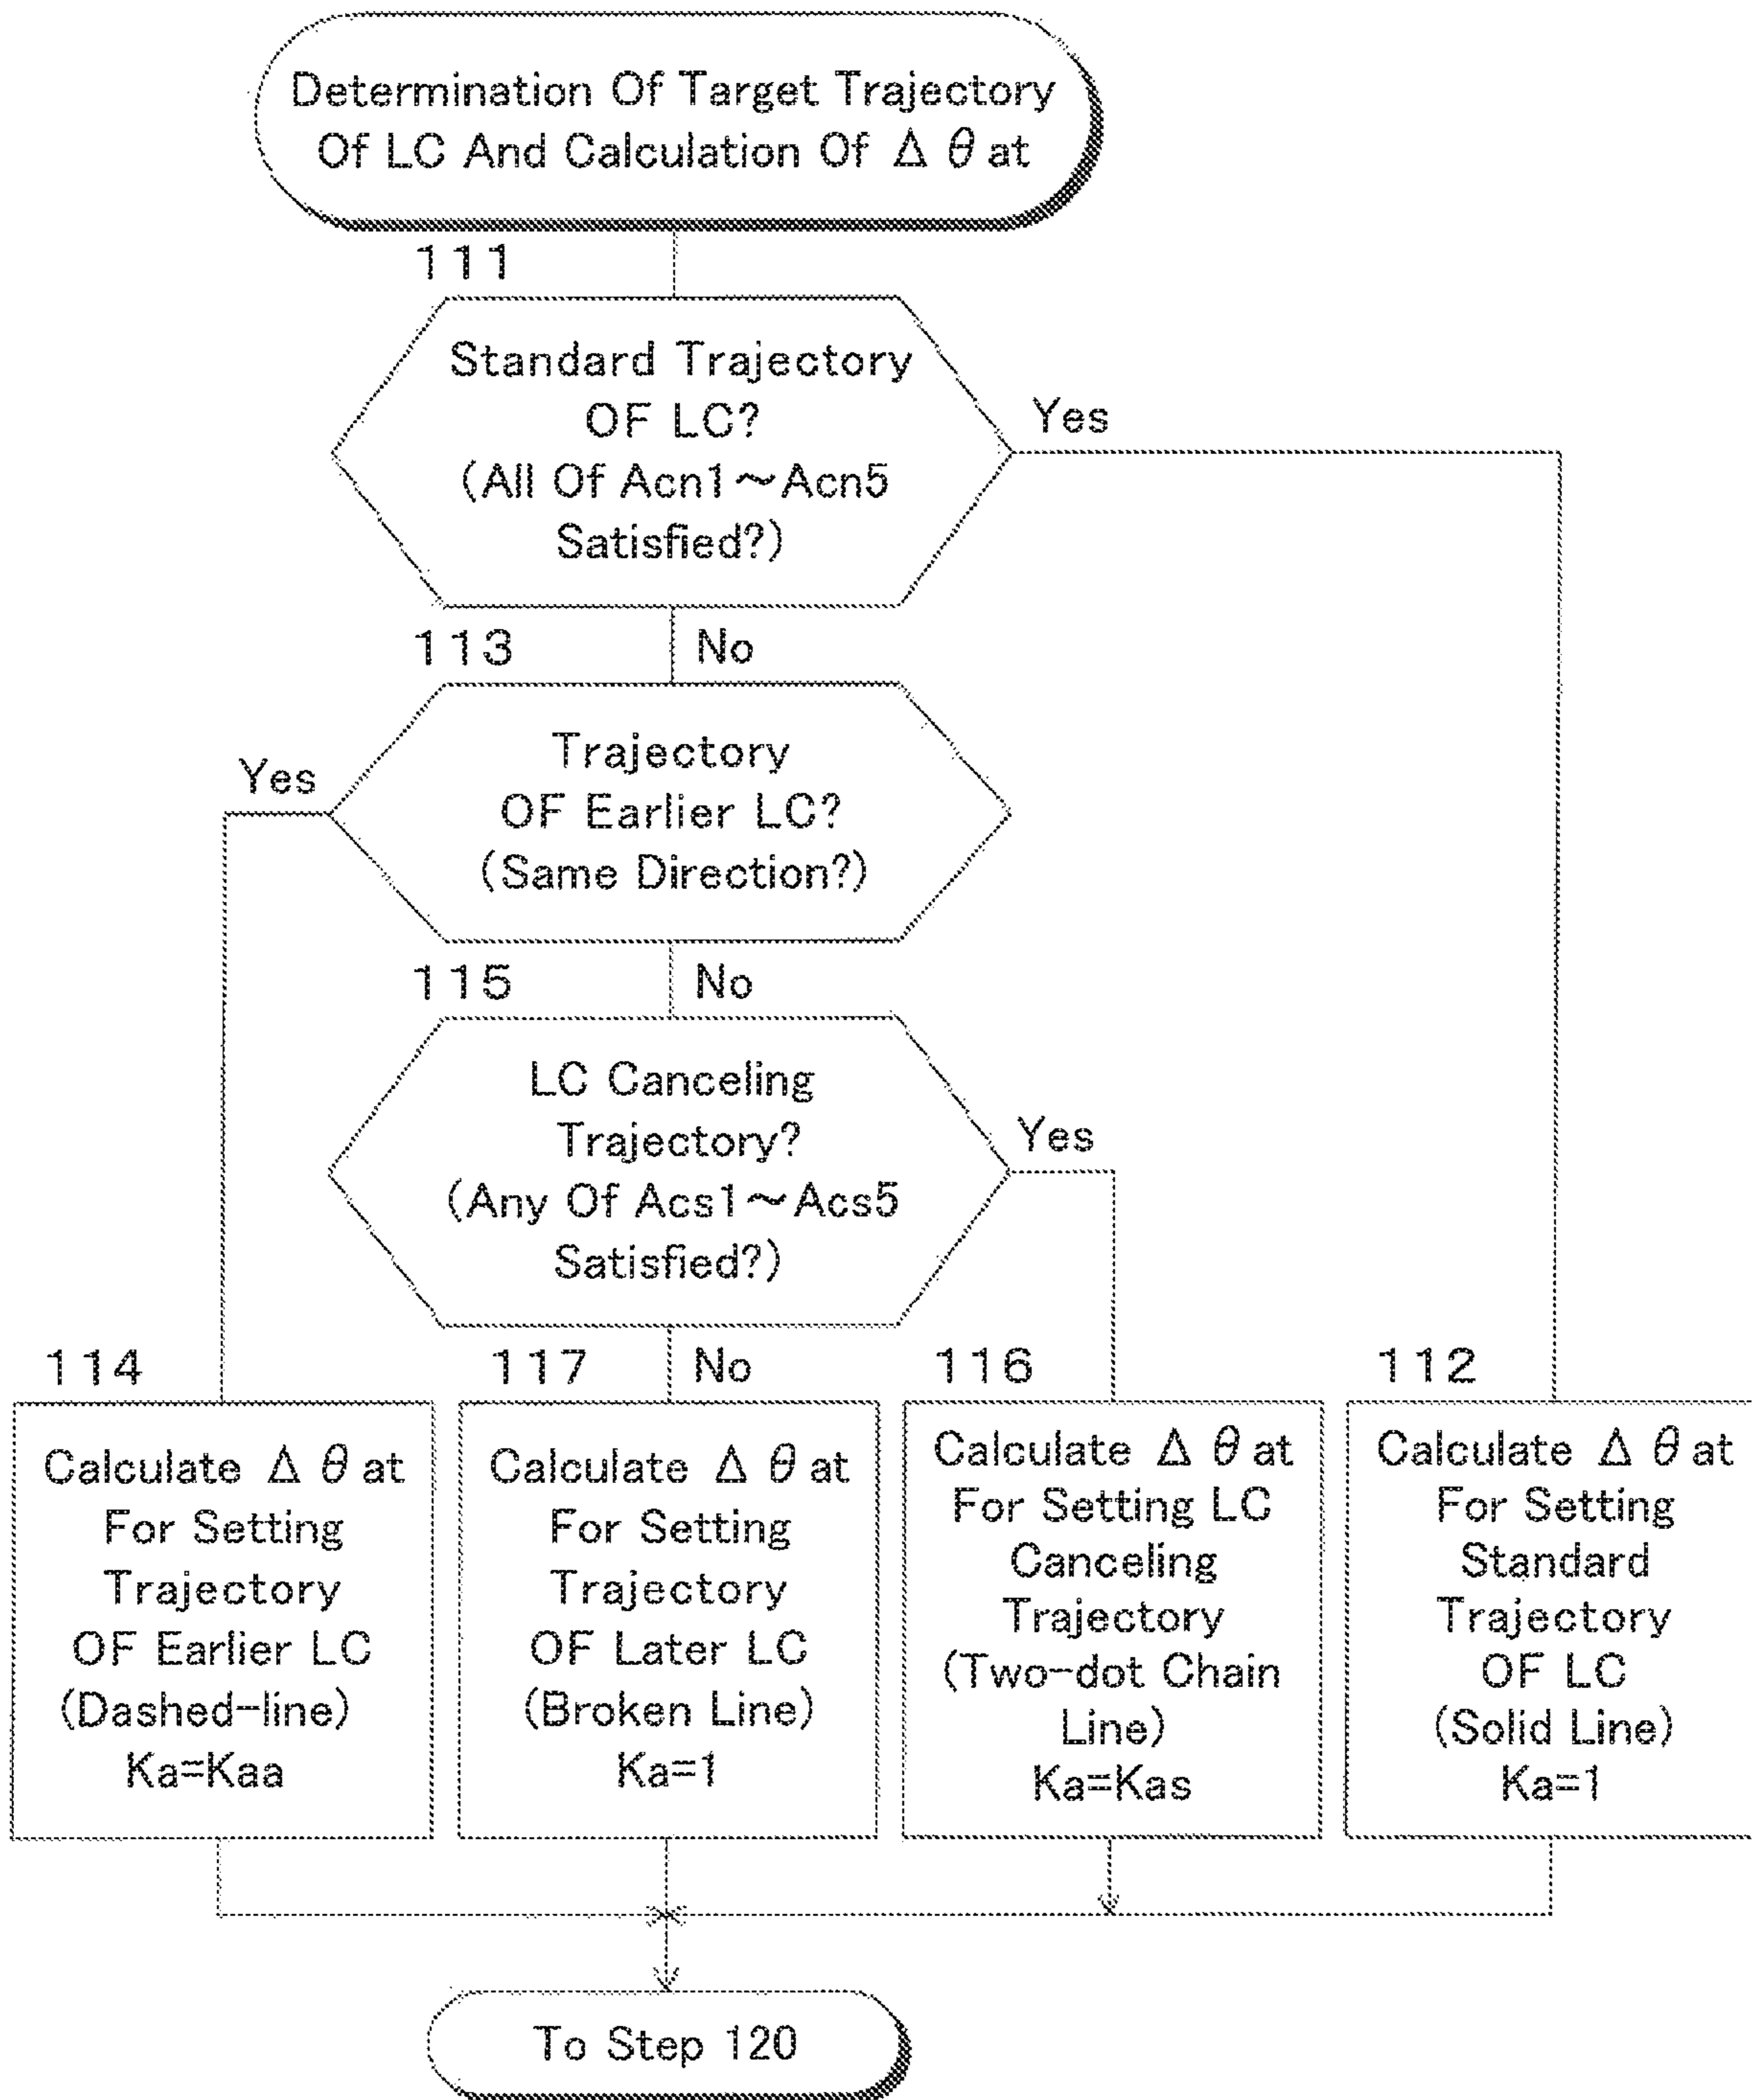 Determination Of Target Trajectory
Of LC And Calculation Of Δ θ at
111
Standard Trajectory
OF LC?
(All Of Acn1～Acn5
Satisfied?)
Yes
113
No
Trajectory
OF Earlier LC?
(Same Direction?)
Yes
115
No
LC Canceling
Trajectory?
(Any Of Acs1～Acs5
Satisfied?)
Yes
114
Calculate Δ θ at
For Setting
Trajectory
OF Earlier LC
(Dashed-line)
Ka=Kaa
117
No
Calculate Δ θ at
For Setting
Trajectory
OF Later LC
(Broken Line)
Ka=1
116
Calculate Δ θ at
For Setting LC
Canceling
Trajectory
(Two-dot Chain
Line)
Ka=Kas
112
Calculate Δ θ at
For Setting
Standard
Trajectory
OF LC
(Solid Line)
Ka=1
To Step 120